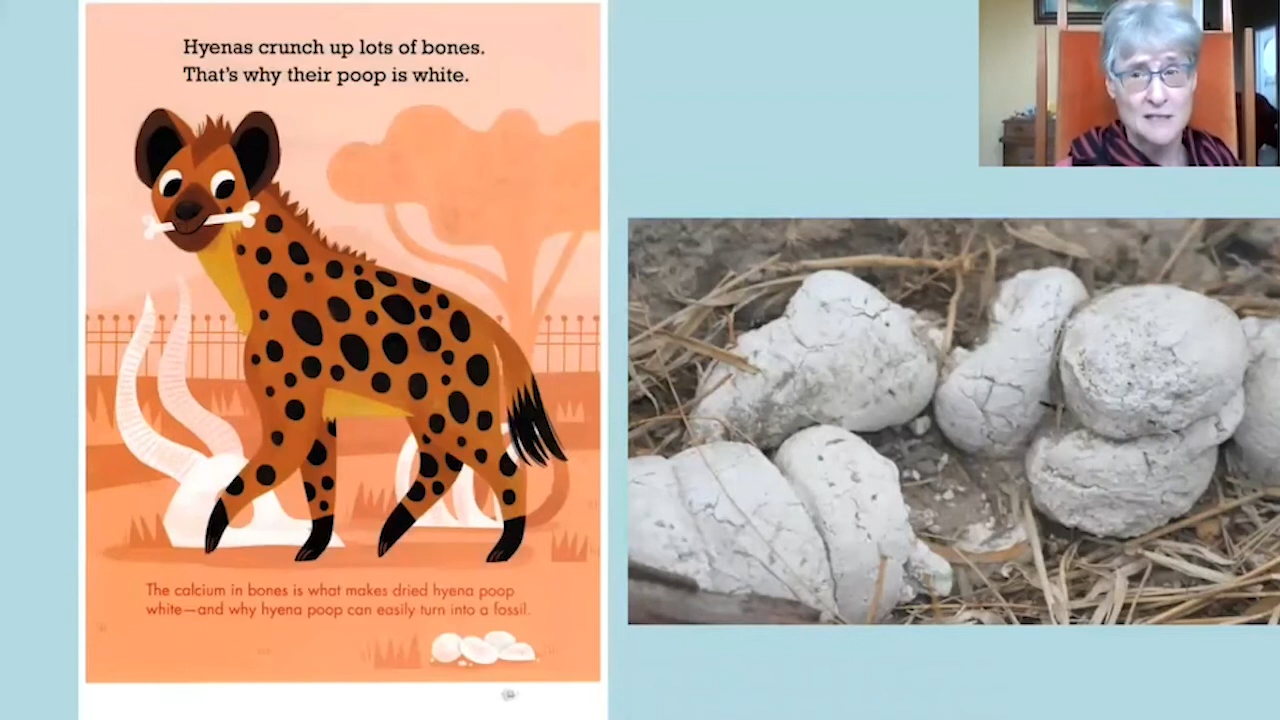 Hyenas crunch up lots of bones.
That's why their poop is white.
The calcium in bones is what makes dried hyena poop
white—and why hyena poop can easily turn into a fossil.